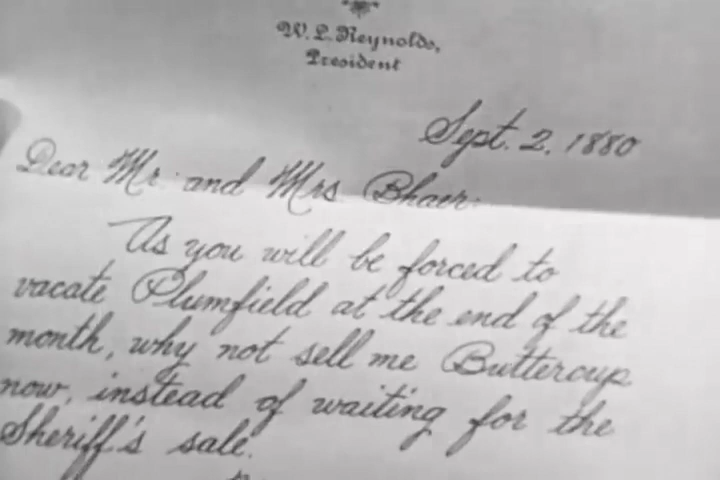 W. L. Reynolds,
President
Sept. 2, 1880
Dear Mr. and Mrs. Bhaer:
As you will be forced to
vacate Plumfield at the end of the
month, why not sell me Buttercup
now, instead of waiting for the
Sheriff's sale.